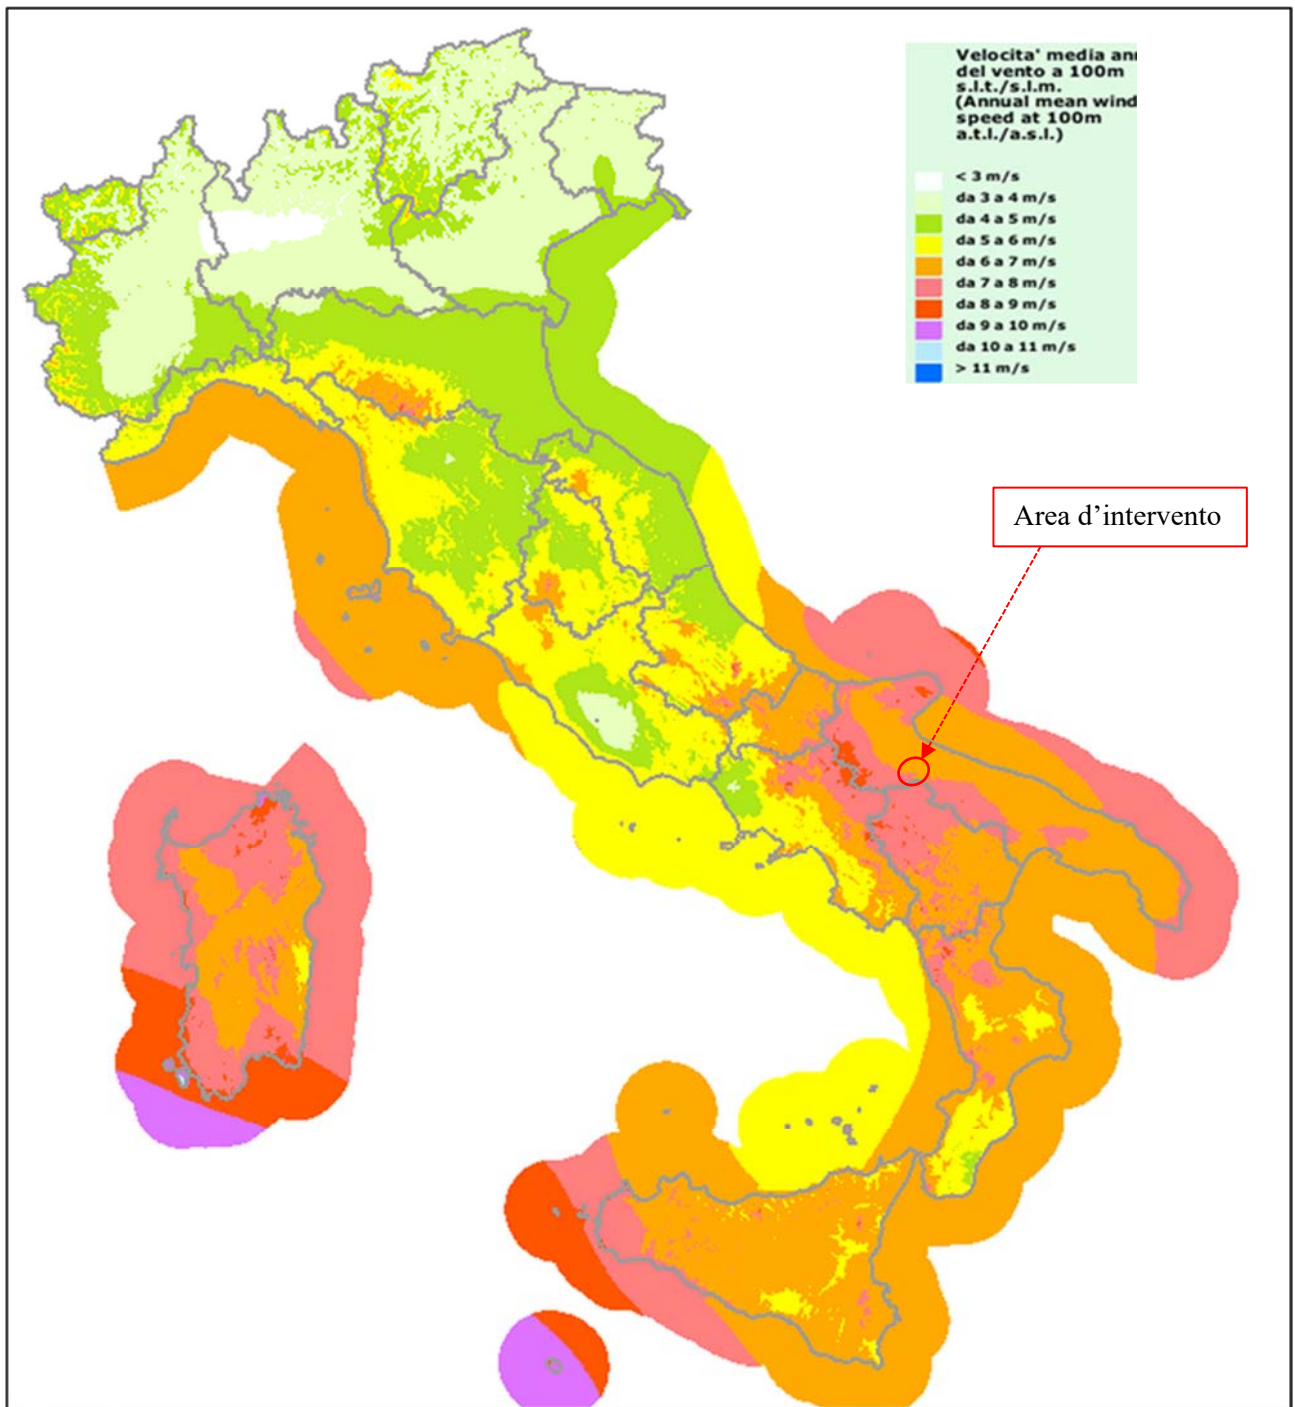 Velocita' media an
del vento a 100m
s.l.t./s.l.m.
(Annual mean wind
speed at 100m
a.t.l./a.s.l.)
< 3 m/s
da 3 a 4 m/s
da 4 a 5 m/s
da 5 a 6 m/s
da 6 a 7 m/s
da 7 a 8 m/s
da 8 a 9 m/s
da 9 a 10 m/s
da 10 a 11 m/s
> 11 m/s
Area d’intervento